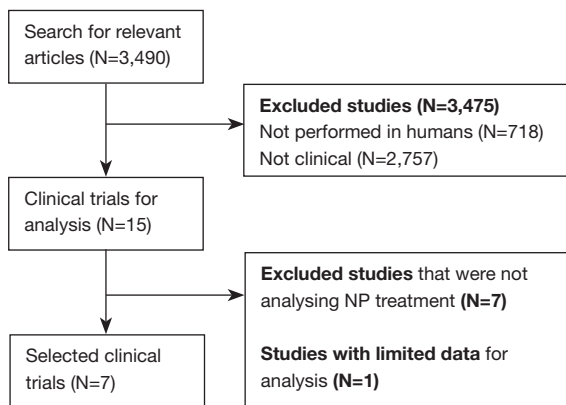 Search for relevant
articles (N=3,490)
Excluded studies (N=3,475)
Not performed in humans (N=718)
Not clinical (N=2,757)
Clinical trials for
analysis (N=15)
Excluded studies that were not
analysing NP treatment (N=7)
Studies with limited data for
analysis (N=1)
Selected clinical
trials (N=7)